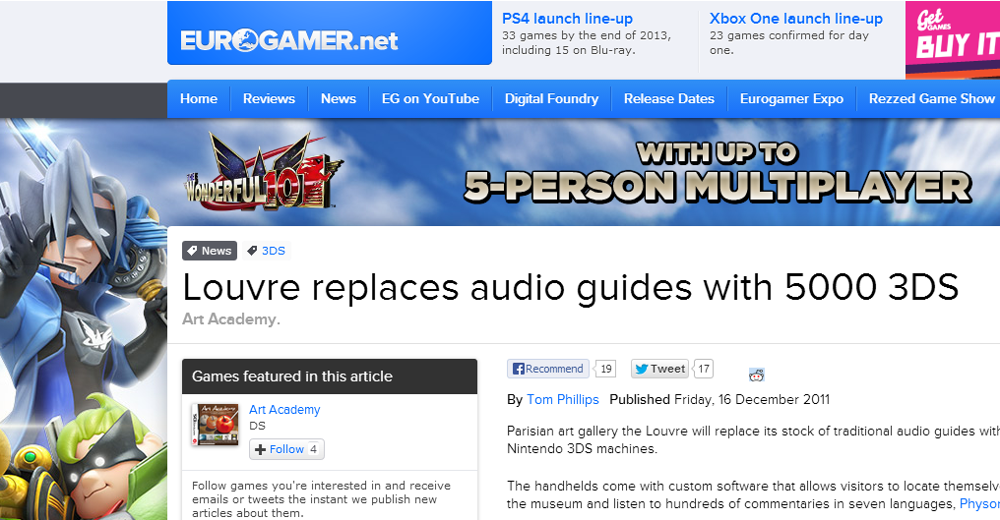 EUROGAMER.net
PS4 launch line-up
33 games by the end of 2013,
including 15 on Blu-ray.
Xbox One launch line-up
23 games confirmed for day
one.
Get
GAMES
BUY IT
Home
Reviews
News
EG on YouTube
Digital Foundry
Release Dates
Eurogamer Expo
Rezzed Game Show
THE WONDERFUL 101
WITH UP TO
5-PERSON MULTIPLAYER
News
3DS
Louvre replaces audio guides with 5000 3DS
Art Academy.
Games featured in this article
Art Academy
DS
Follow 4
Follow games you're interested in and receive
emails or tweets the instant we publish new
articles about them.
Recommend 19
Tweet 17
By Tom Phillips Published Friday, 16 December 2011
Parisian art gallery the Louvre will replace its stock of traditional audio guides with
Nintendo 3DS machines.
The handhelds come with custom software that allows visitors to locate themselve
the museum and listen to hundreds of commentaries in seven languages, Physor